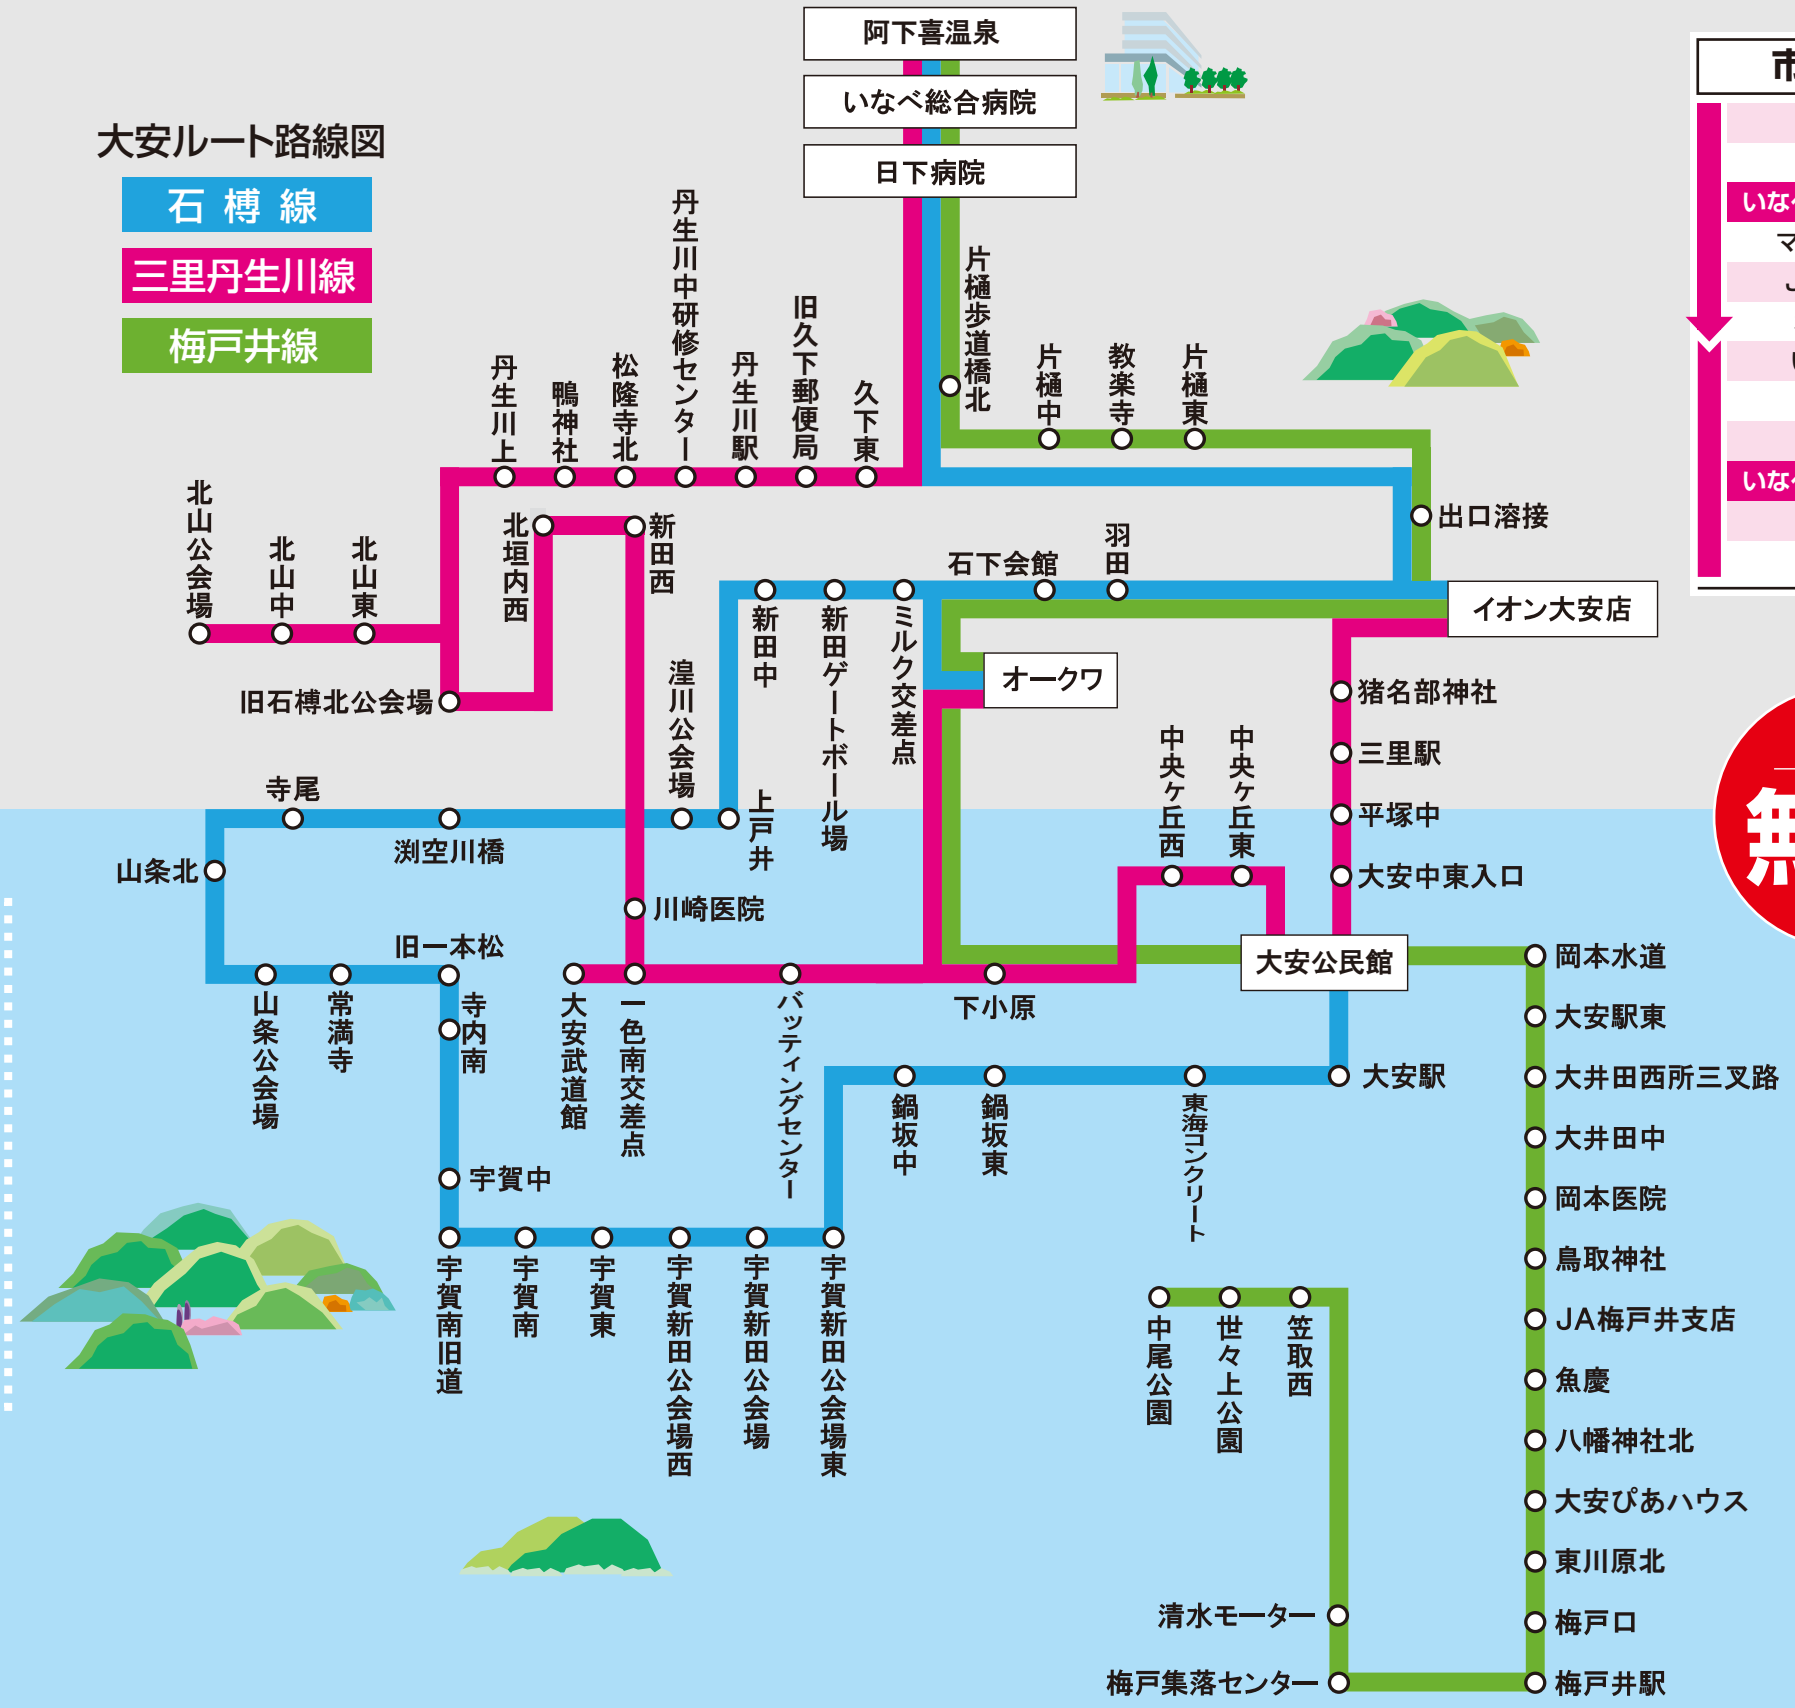 阿下喜温泉
いなべ総合病院
日下病院
大安ルート路線図
石榑線
三里丹生川線
梅戸井線
いな
いな
片樋歩道橋北
片樋中
教楽寺
片樋東
出口溶接
丹生川上
鴨神社
松隆寺北
丹生川中研修センター
丹生川駅
旧久下郵便局
久下東
北山公会場
北山中
北山東
旧石榑北公会場
北垣内西
新田西
新田中
新田ゲートボール場
ミルク交差点
石下会館
羽田
イオン大安店
オークワ
猪名部神社
三里駅
平塚中
大安中東入口
中央ヶ丘西
中央ヶ丘東
湟川公会場
上戸井
寺尾
渕空川橋
山条北
川崎医院
旧一本松
山条公会場
常満寺
寺内南
大安武道館
一色南交差点
バッティングセンター
下小原
大安公民館
大安駅
鍋坂中
鍋坂東
東海コンクリート
宇賀中
宇賀南旧道
宇賀南
宇賀東
宇賀新田公会場西
宇賀新田公会場
宇賀新田公会場東
岡本水道
大安駅東
大井田西所三叉路
大井田中
岡本医院
鳥取神社
JA梅戸井支店
魚慶
八幡神社北
大安ぴあハウス
東川原北
梅戸口
梅戸井駅
中尾公園
世々上公園
笠取西
清水モーター
梅戸集落センター